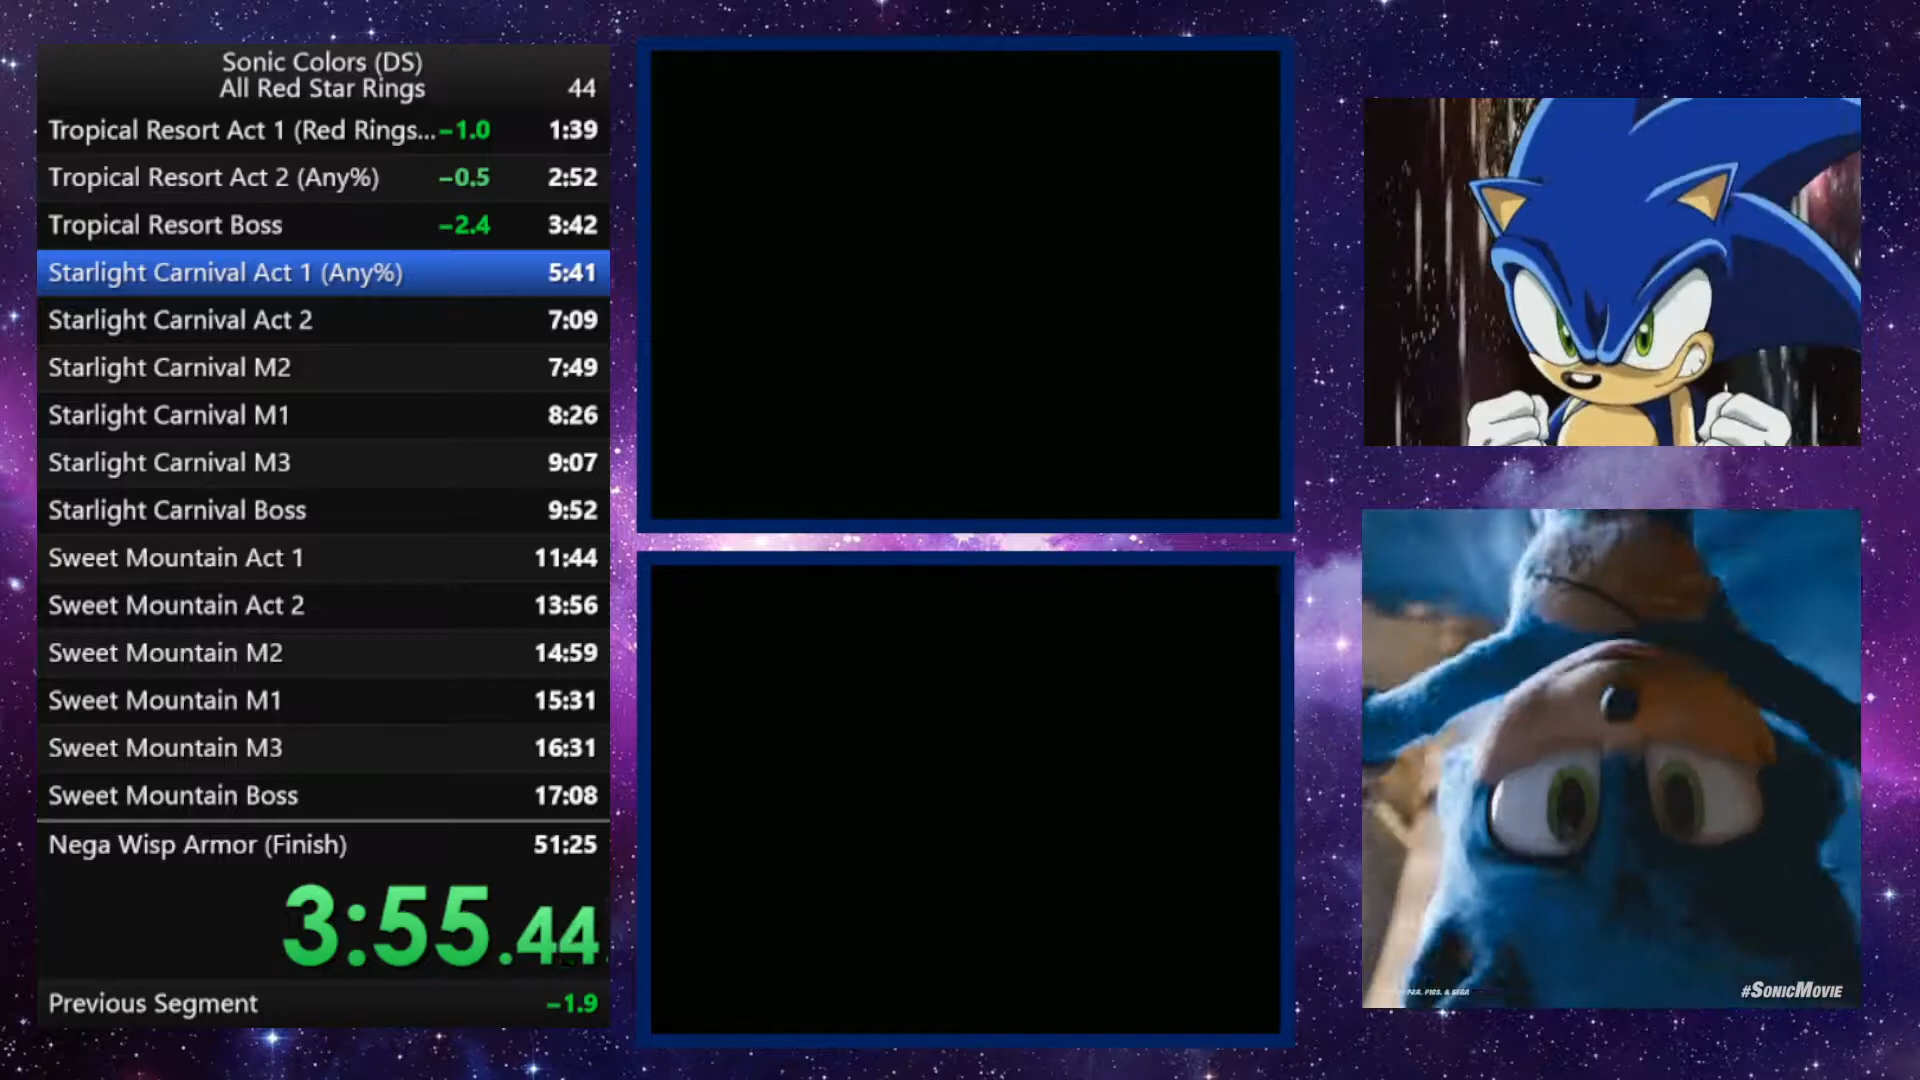 Sonic Colors (DS)
All Red Star Rings 44
Tropical Resort Act 1 (Red Rings... −1.0 1:39
Tropical Resort Act 2 (Any%) −0.5 2:52
Tropical Resort Boss −2.4 3:42
Starlight Carnival Act 1 (Any%) 5:41
Starlight Carnival Act 2 7:09
Starlight Carnival M2 7:49
Starlight Carnival M1 8:26
Starlight Carnival M3 9:07
Starlight Carnival Boss 9:52
Sweet Mountain Act 1 11:44
Sweet Mountain Act 2 13:56
Sweet Mountain M2 14:59
Sweet Mountain M1 15:31
Sweet Mountain M3 16:31
Sweet Mountain Boss 17:08
Nega Wisp Armor (Finish) 51:25
3:55.44
Previous Segment −1.9
PICS. & SEGA
#SONICMOVIE